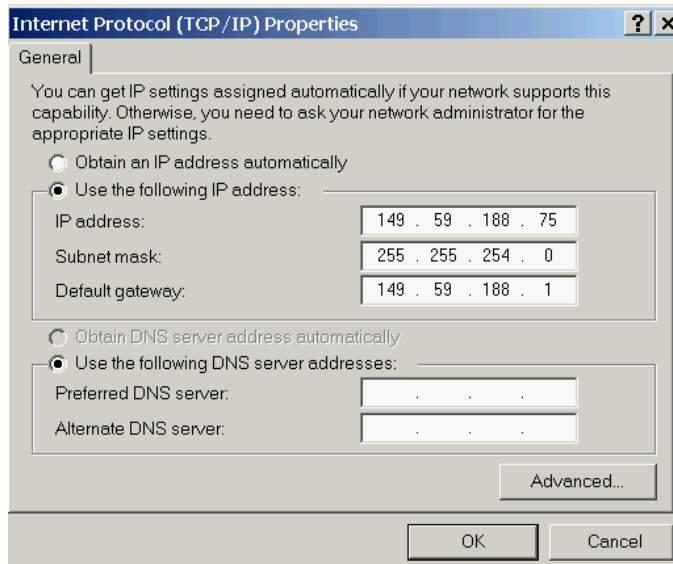 Internet Protocol (TCP/IP) Properties ? ×
General
You can get IP settings assigned automatically if your network supports this
capability. Otherwise, you need to ask your network administrator for the
appropriate IP settings.
Obtain an IP address automatically
Use the following IP address:
IP address: 149 . 59 . 188 . 75
Subnet mask: 255 . 255 . 254 . 0
Default gateway: 149 . 59 . 188 . 1
Obtain DNS server address automatically
Use the following DNS server addresses:
Preferred DNS server: . . .
Alternate DNS server: . . .
Advanced...
OK Cancel